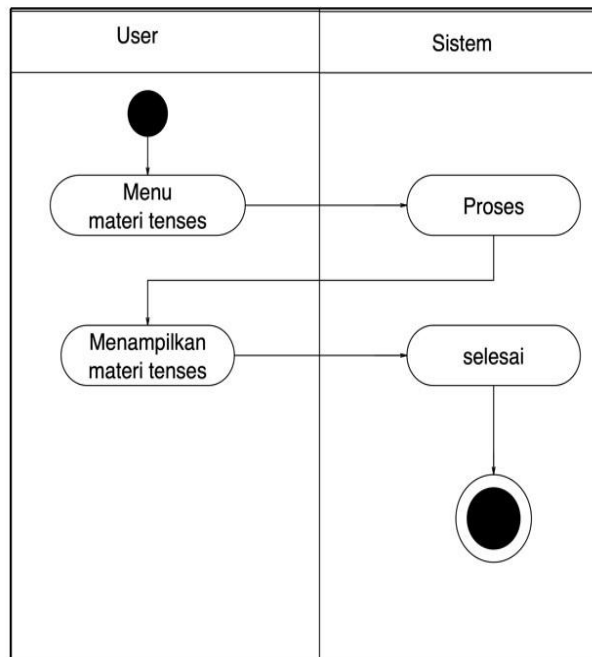 User
Sistem
Menu
materi tenses
Proses
Menampilkan
materi tenses
selesai